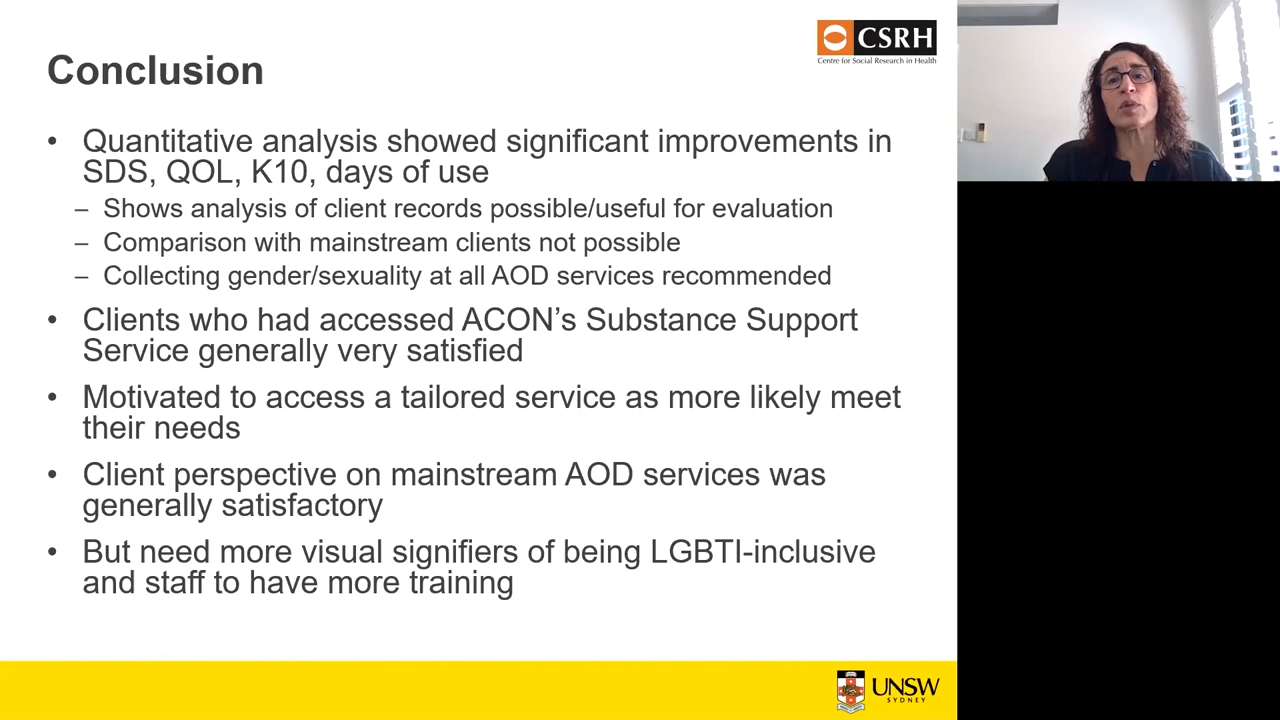 CSRH
Centre for Social Research in Health
Conclusion
• Quantitative analysis showed significant improvements in
SDS, QOL, K10, days of use
– Shows analysis of client records possible/useful for evaluation
– Comparison with mainstream clients not possible
– Collecting gender/sexuality at all AOD services recommended
• Clients who had accessed ACON’s Substance Support
Service generally very satisfied
• Motivated to access a tailored service as more likely meet
their needs
• Client perspective on mainstream AOD services was
generally satisfactory
• But need more visual signifiers of being LGBTI-inclusive
and staff to have more training
UNSW
SYDNEY